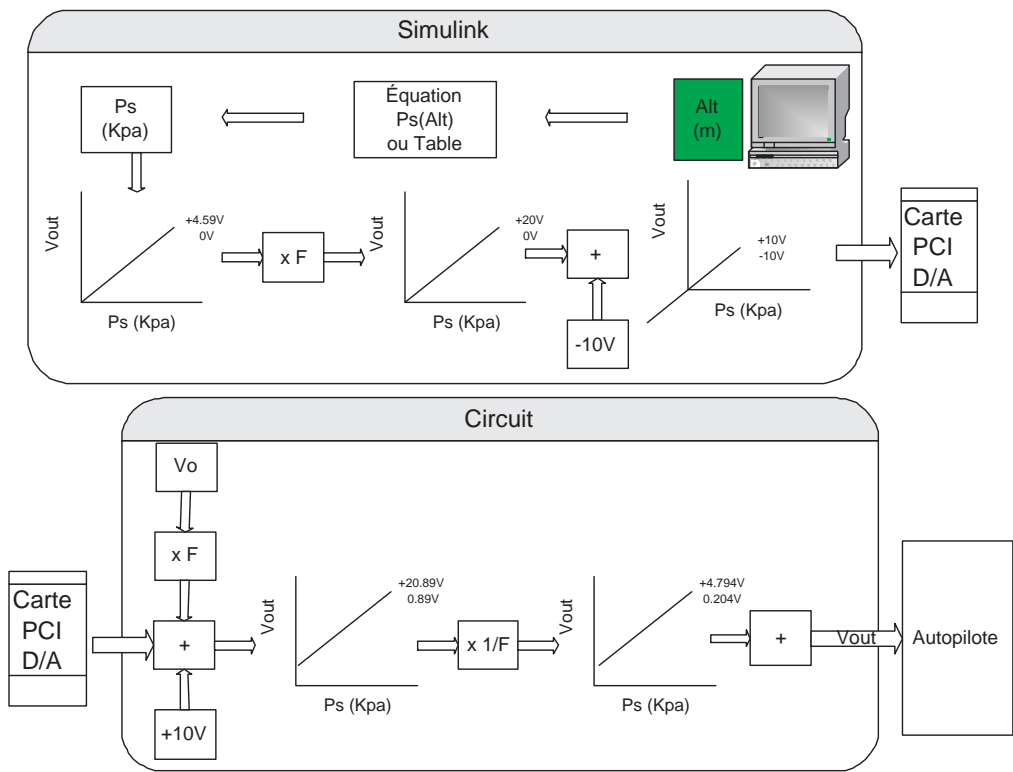 Simulink
Ps
(Kpa)
Équation
Ps(Alt)
ou Table
Alt
(m)
Vout
+4.59V
0V
Ps (Kpa)
x F
Vout
+20V
0V
Ps (Kpa)
+
-10V
Vout
+10V
-10V
Ps (Kpa)
Carte
PCI
D/A
Circuit
Vo
x F
Carte
PCI
D/A
+
+10V
Vout
+20.89V
0.89V
Ps (Kpa)
x 1/F
Vout
+4.794V
0.204V
Ps (Kpa)
+
Vout
Autopilote